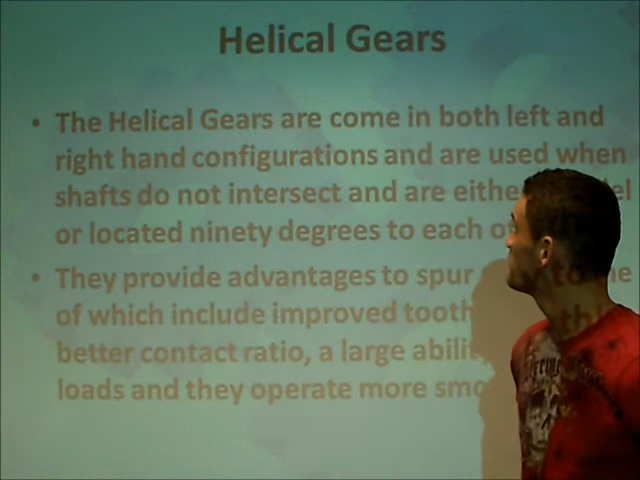 Helical Gears
• The Helical Gears are come in both left and
right hand configurations and are used when
shafts do not intersect and are either
or located ninety degrees to each
• They provide advantages to spur
of which include improved tooth
better contact ratio, a large
loads and they operate more